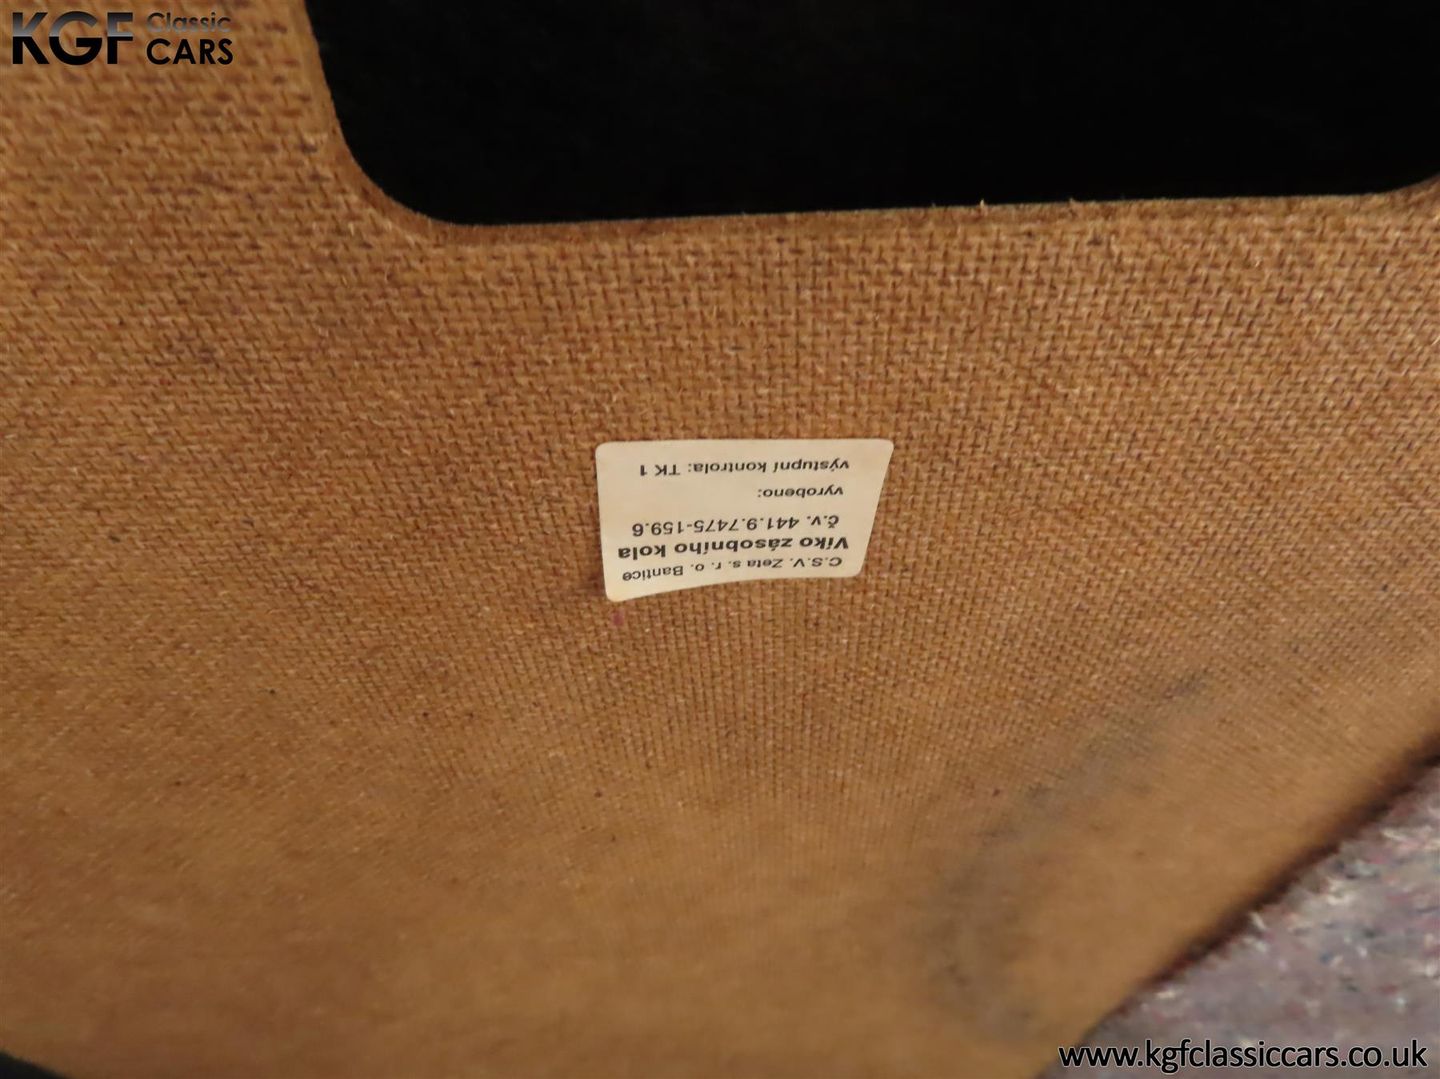 KGF Classic CARS
C.S.V. Zeta s. r. o. Bantice
Víko zásobního kola
č.v. 441.9.7475-159.6
vyrobeno:
výstupní kontrola: TK 1
www.kgfclassiccars.co.uk